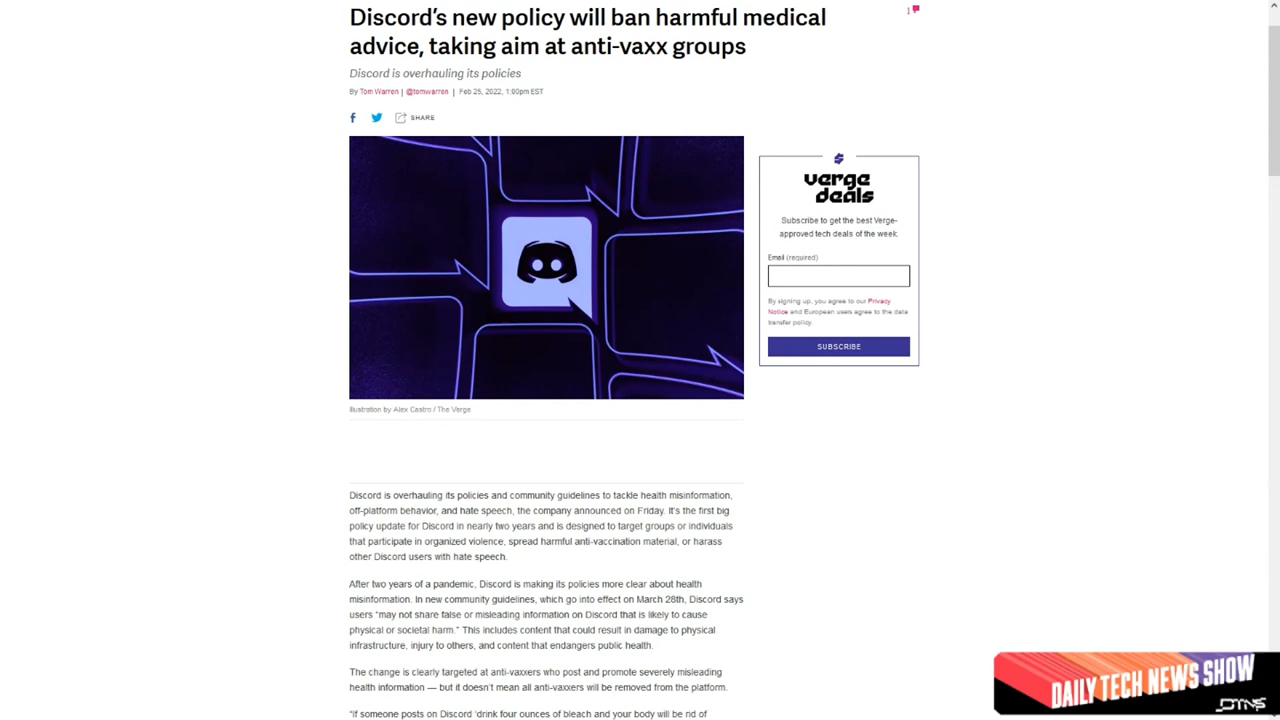 Discord's new policy will ban harmful medical
advice, taking aim at anti-vaxx groups
1
Discord is overhauling its policies
By Tom Warren | @tomwarren | Feb 25, 2022, 1:00pm EST
SHARE
verge
deals
Subscribe to get the best Verge-
approved tech deals of the week.
Email (required)
By signing up, you agree to our Privacy
Notice and European users agree to the data
transfer policy.
SUBSCRIBE
Illustration by Alex Castro / The Verge
Discord is overhauling its policies and community guidelines to tackle health misinformation,
off-platform behavior, and hate speech, the company announced on Friday. It's the first big
policy update for Discord in nearly two years and is designed to target groups or individuals
that participate in organized violence, spread harmful anti-vaccination material, or harass
other Discord users with hate speech.
After two years of a pandemic, Discord is making its policies more clear about health
misinformation. In new community guidelines, which go into effect on March 28th, Discord says
users "may not share false or misleading information on Discord that is likely to cause
physical or societal harm." This includes content that could result in damage to physical
infrastructure, injury to others, and content that endangers public health.
The change is clearly targeted at anti-vaxxers who post and promote severely misleading
health information — but it doesn't mean all anti-vaxxers will be removed from the platform.
"If someone posts on Discord 'drink four ounces of bleach and your body will be rid of
DAILY TECH NEWS SHOW
DTNS